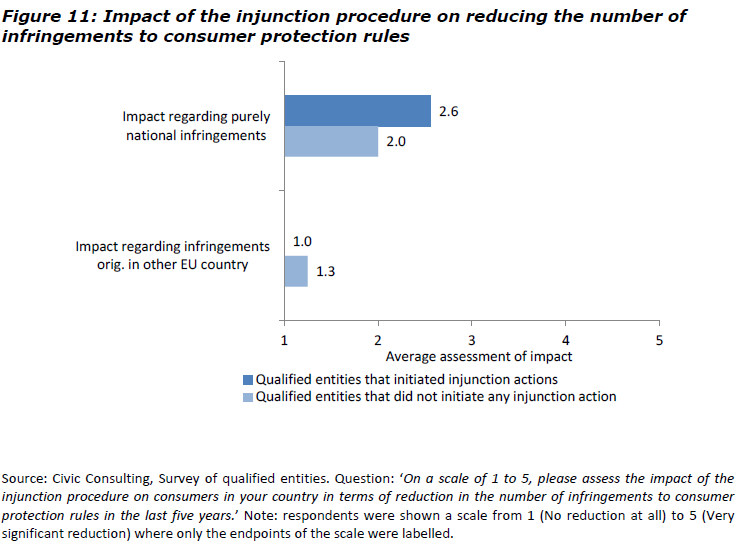 Figure 11: Impact of the injunction procedure on reducing the number of
infringements to consumer protection rules
Impact regarding purely
national infringements
2.6
2.0
Impact regarding infringements
orig. in other EU country
1.0
1.3
1 2 3 4 5
Average assessment of impact
Qualified entities that initiated injunction actions
Qualified entities that did not initiate any injunction action
Source: Civic Consulting, Survey of qualified entities. Question: ‘On a scale of 1 to 5, please assess the impact of the
injunction procedure on consumers in your country in terms of reduction in the number of infringements to consumer
protection rules in the last five years.’ Note: respondents were shown a scale from 1 (No reduction at all) to 5 (Very
significant reduction) where only the endpoints of the scale were labelled.